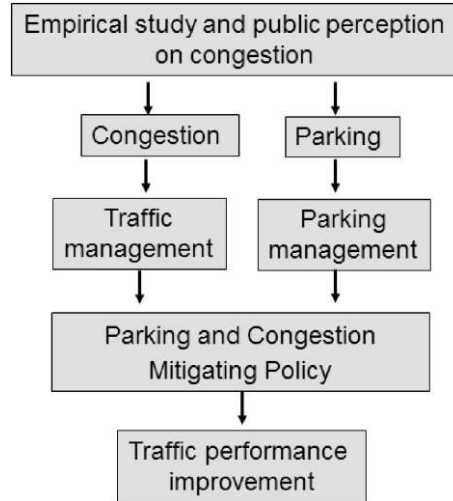 Empirical study and public perception
on congestion
Congestion
Parking
Traffic
management
Parking
management
Parking and Congestion
Mitigating Policy
Traffic performance
improvement